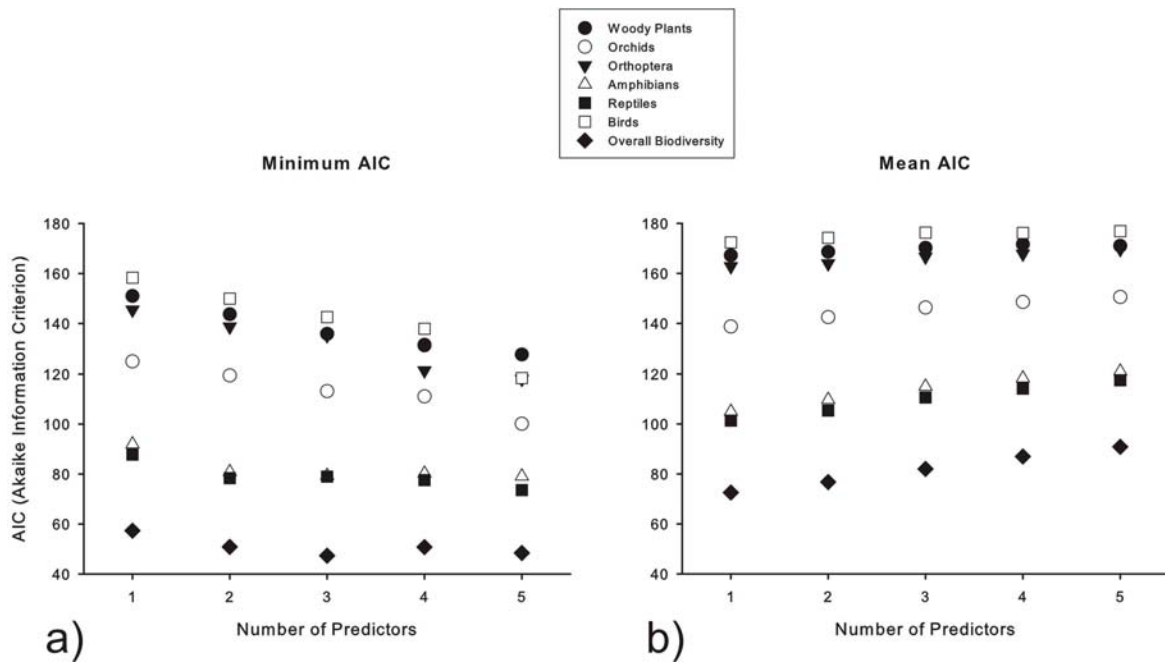 Woody Plants
Orchids
Orthoptera
Amphibians
Reptiles
Birds
Overall Biodiversity
Minimum AIC
AIC (Akaike Information Criterion)
180
160
140
120
100
80
60
40
1 2 3 4 5
Number of Predictors
a)
Mean AIC
180
160
140
120
100
80
60
40
1 2 3 4 5
Number of Predictors
b)